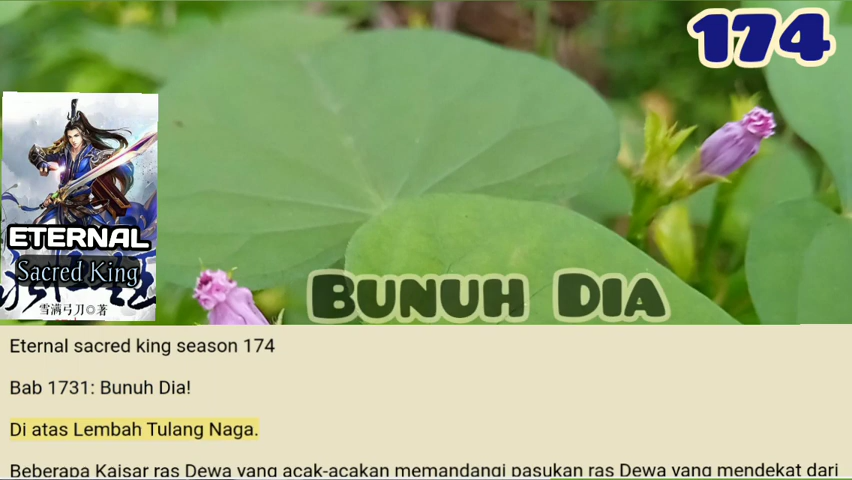 174
ETERNAL
Sacred King
雪满弓刀◎著
BUNUH DIA
Eternal sacred king season 174
Bab 1731: Bunuh Dia!
Di atas Lembah Tulang Naga.
Beberapa Kaisar ras Dewa yang acak-acakan memandangi pasukan ras Dewa yang mendekat dari